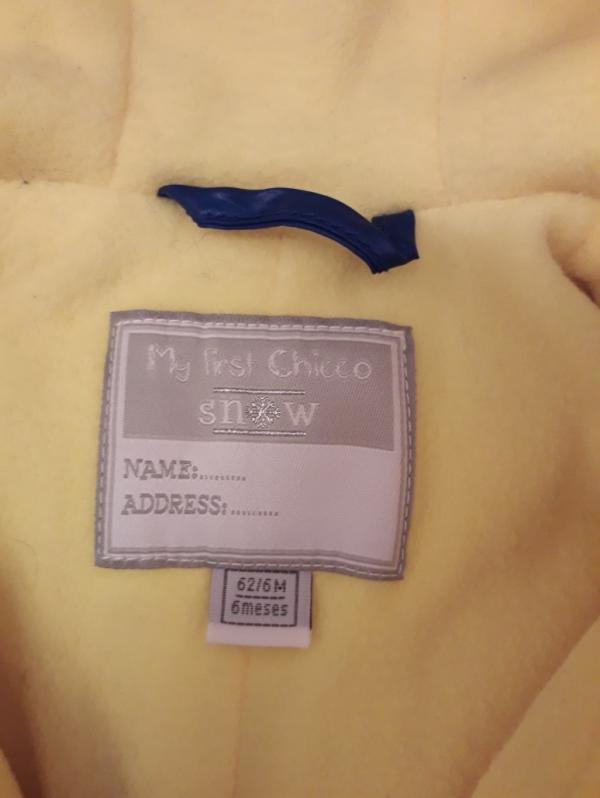 My first Chicco
snow
NAME:.........
ADDRESS:.........
62/6M
6meses